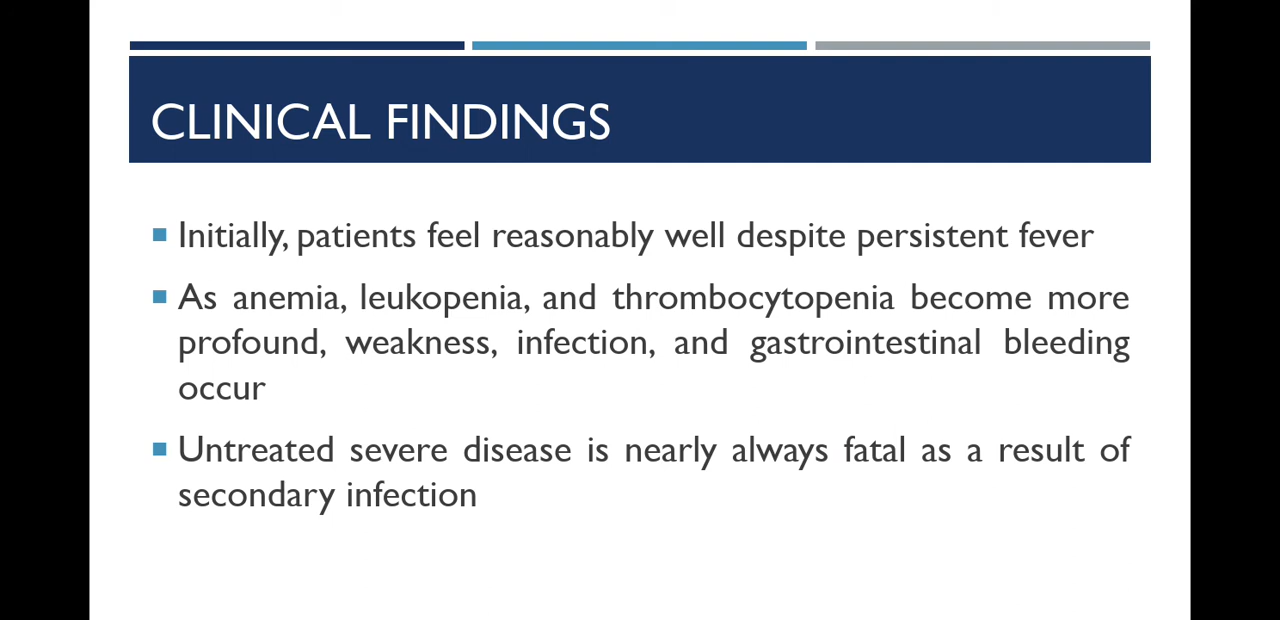 CLINICAL FINDINGS
Initially, patients feel reasonably well despite persistent fever
As anemia, leukopenia, and thrombocytopenia become more
profound, weakness, infection, and gastrointestinal bleeding
occur
Untreated severe disease is nearly always fatal as a result of
secondary infection